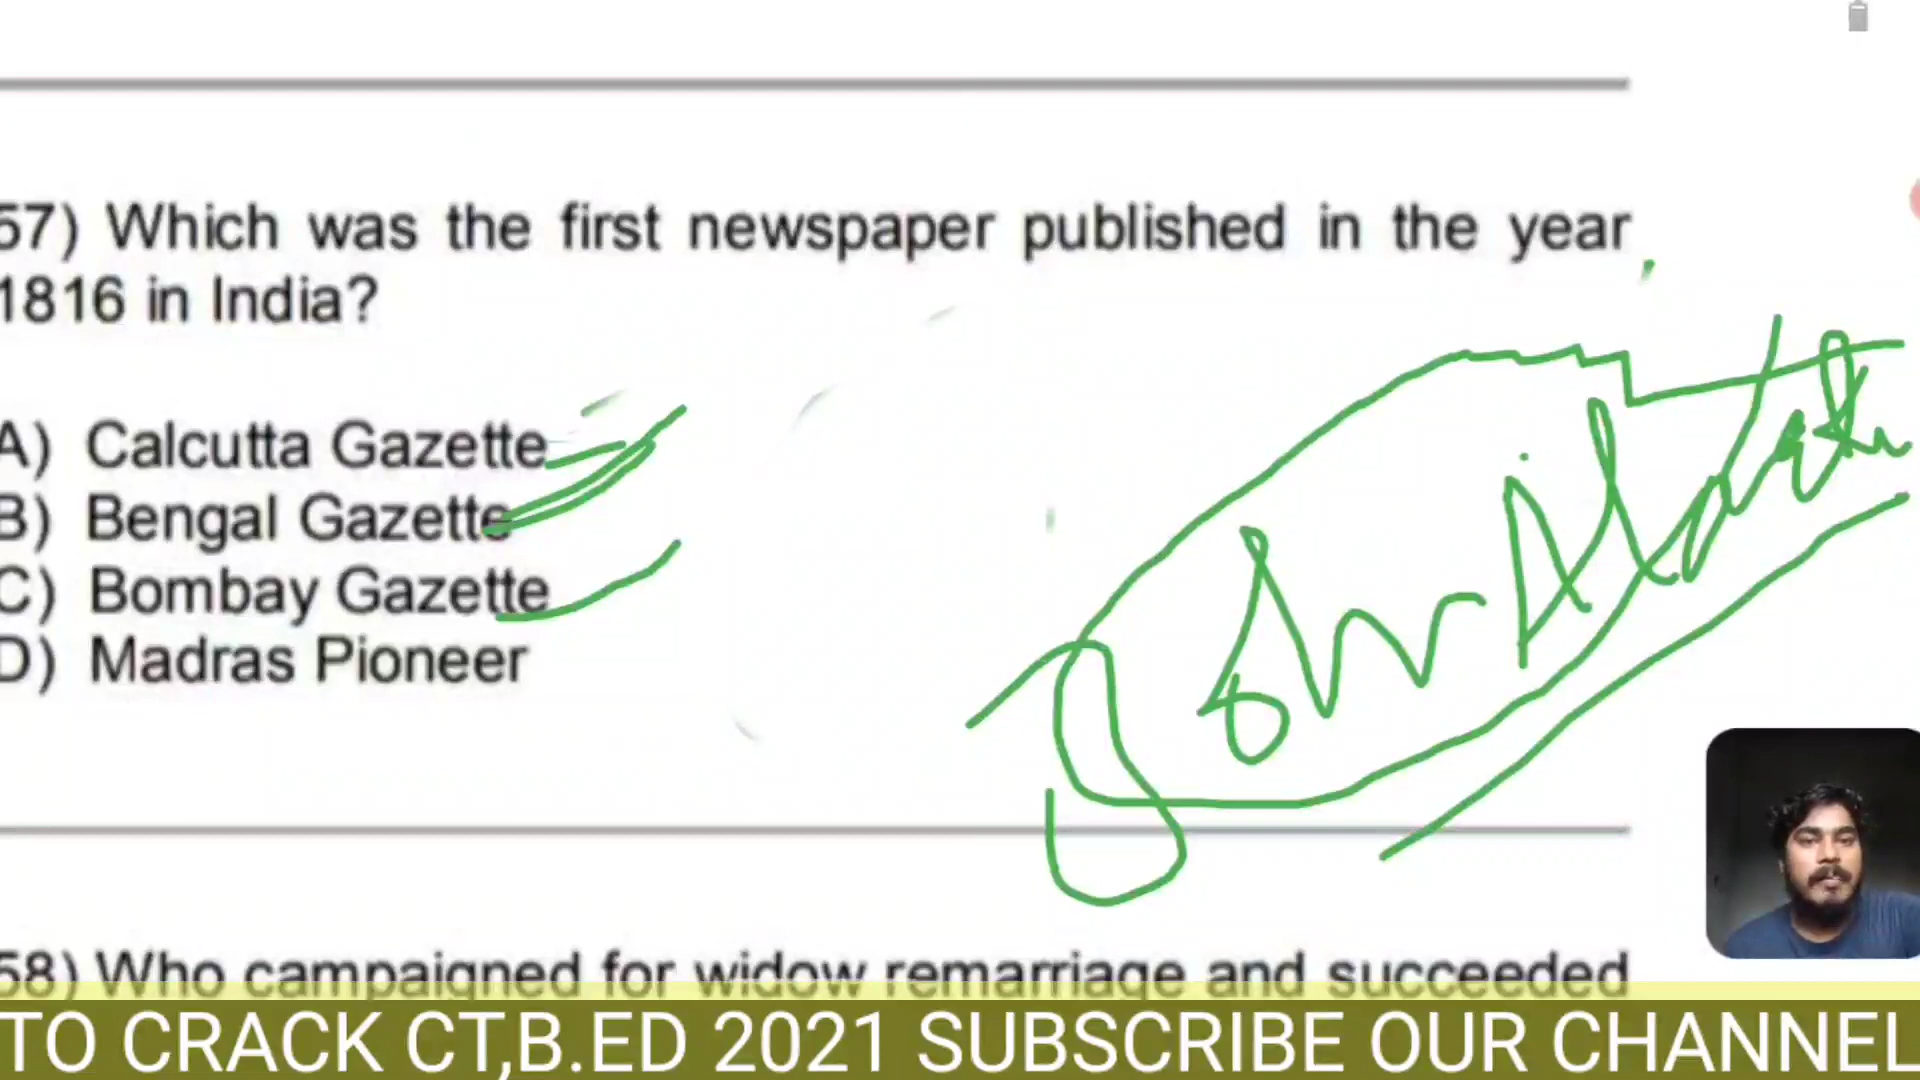 57) Which was the first newspaper published in the year
1816 in India?
A) Calcutta Gazette
B) Bengal Gazette
C) Bombay Gazette
D) Madras Pioneer
58) Who campaigned for widow remarriage and succeeded
TO CRACK CT,B.ED 2021 SUBSCRIBE OUR CHANNEL